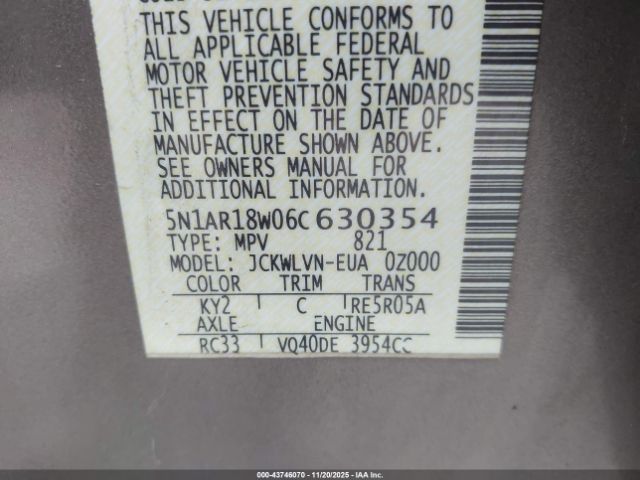 THIS VEHICLE CONFORMS TO
ALL APPLICABLE FEDERAL
MOTOR VEHICLE SAFETY AND
THEFT PREVENTION STANDARDS
IN EFFECT ON THE DATE OF
MANUFACTURE SHOWN ABOVE.
SEE OWNERS MANUAL FOR
ADDITIONAL INFORMATION.
5N1AR18W06C630354
TYPE: MPV 821
MODEL: JCKWLVN-EUA 0Z000
COLOR TRIM TRANS
KY2 C RE5R05A
AXLE ENGINE
RC33 VQ40DE 3954CC
000-43746070 | 11/20/2025 | IAA Inc.